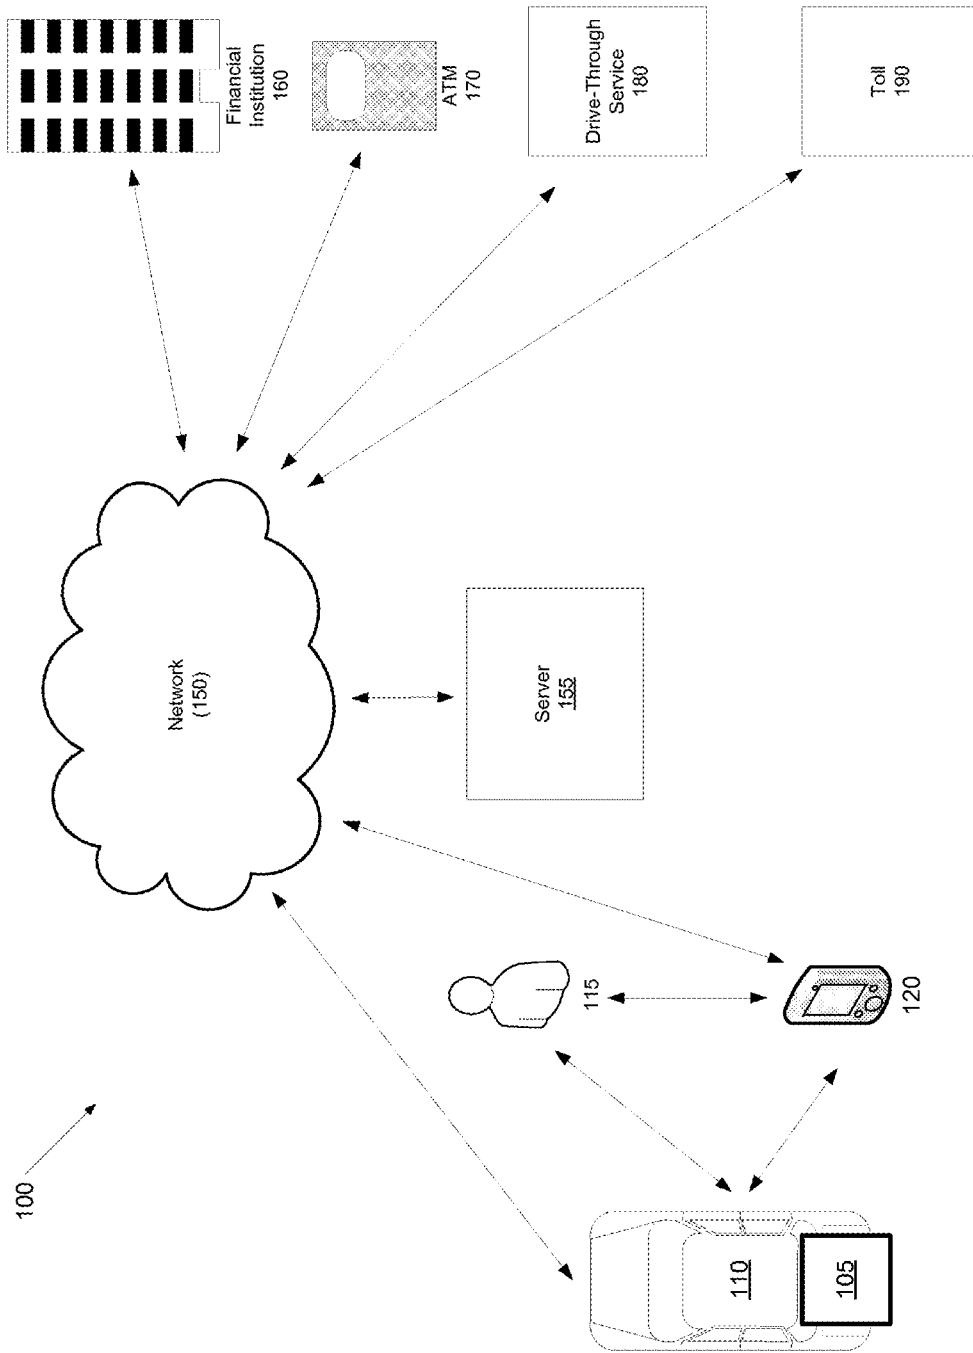 100
Network
(150)
Financial
Institution
160
ATM
170
Drive-Through
Service
180
Toll
190
Server
155
115
120
110
105